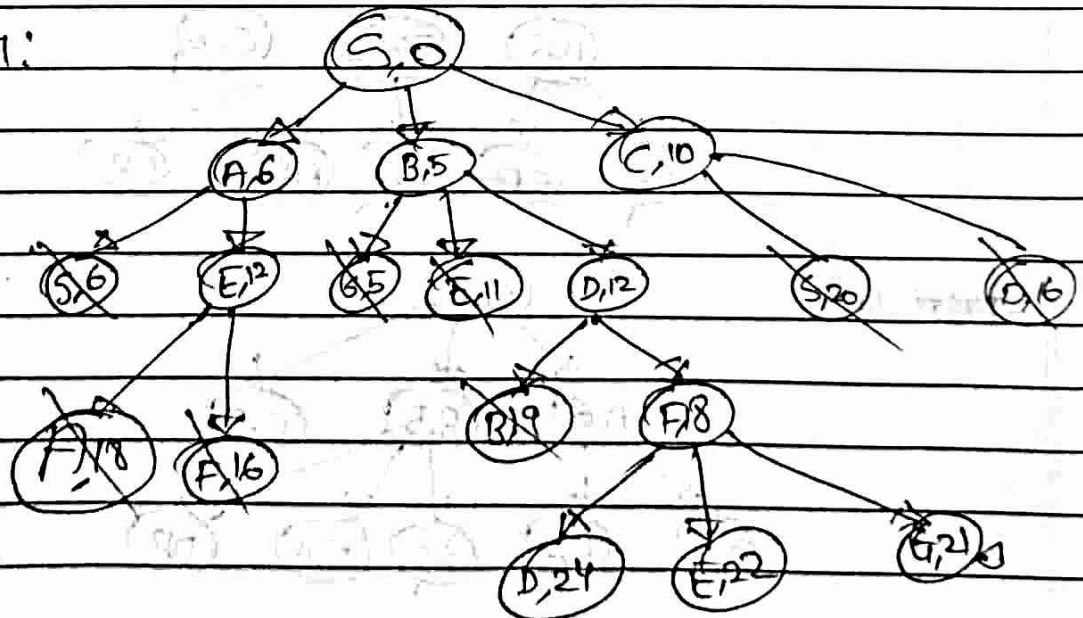 1:
S,0
A,6 B,5 C,10
S,6 E,12 S,5 E,11 D,12 S,20 D,16
A,18 F,16 B,19 F,18
D,24 E,22 G,21